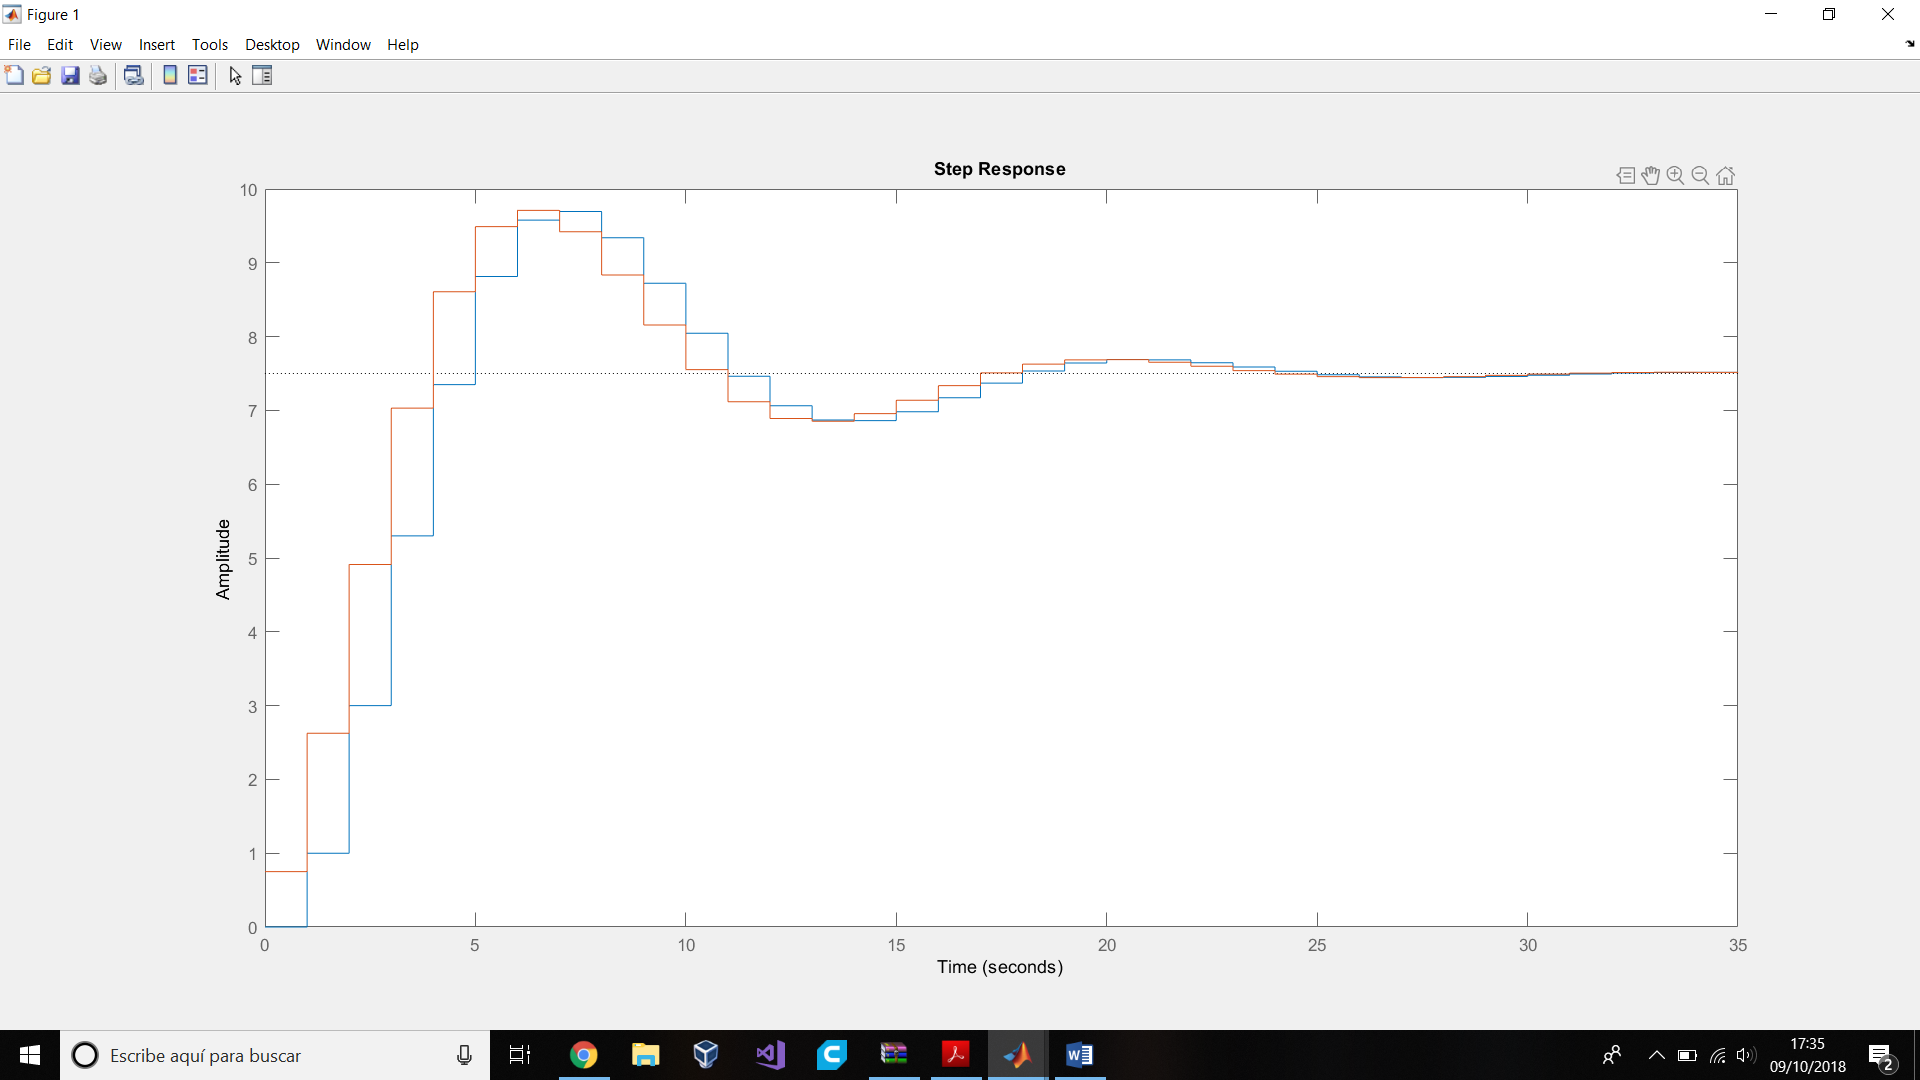 Figure 1
File Edit View Insert Tools Desktop Window Help
Step Response
10
9
8
7
6
5
4
3
2
1
0
Amplitude
0 5 10 15 20 25 30 35
Time (seconds)
Escribe aquí para buscar
17:35
09/10/2018
2